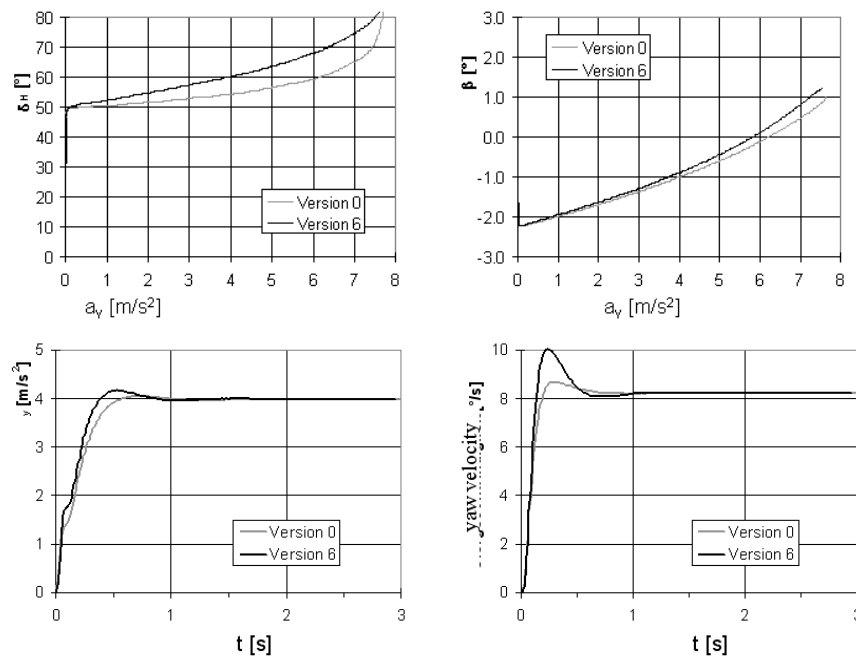 δH [°]
80
70
60
50
40
30
20
10
0
Version 0
Version 6
0 1 2 3 4 5 6 7 8
aY [m/s²]
β [°]
3.0
2.0
1.0
0.0
-1.0
-2.0
-3.0
Version 0
Version 6
0 1 2 3 4 5 6 7 8
aY [m/s²]
y [m/s²]
5
4
3
2
1
0
Version 0
Version 6
0 1 2 3
t [s]
yaw velocity °/s]
10
8
6
4
2
0
Version 0
Version 6
0 1 2 3
t [s]